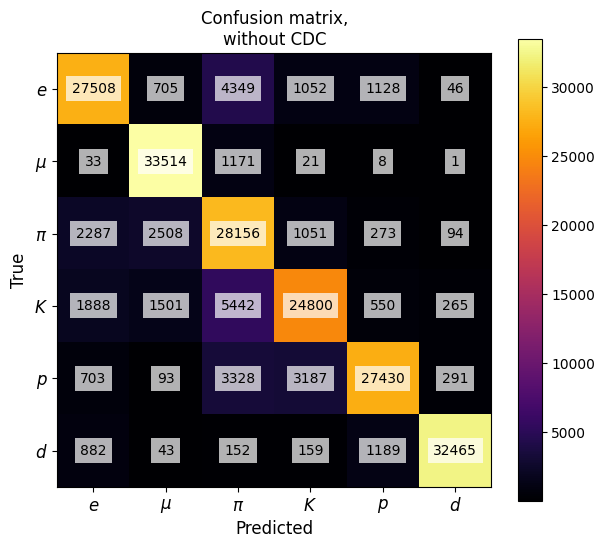 Confusion matrix,
without CDC
True
e 27508 705 4349 1052 1128 46
μ 33 33514 1171 21 8 1
π 2287 2508 28156 1051 273 94
K 1888 1501 5442 24800 550 265
p 703 93 3328 3187 27430 291
d 882 43 152 159 1189 32465
e μ π K p d
Predicted
30000
25000
20000
15000
10000
5000